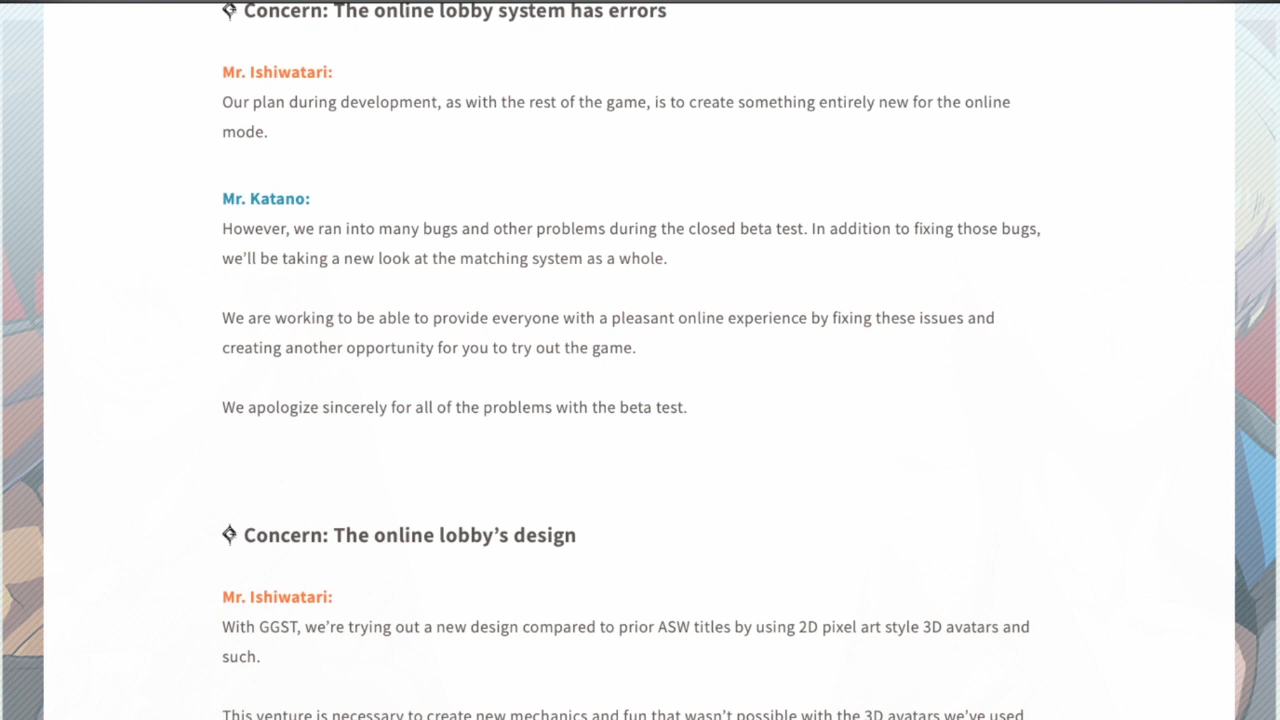 Concern: The online lobby system has errors
Mr. Ishiwatari:
Our plan during development, as with the rest of the game, is to create something entirely new for the online
mode.
Mr. Katano:
However, we ran into many bugs and other problems during the closed beta test. In addition to fixing those bugs,
we’ll be taking a new look at the matching system as a whole.
We are working to be able to provide everyone with a pleasant online experience by fixing these issues and
creating another opportunity for you to try out the game.
We apologize sincerely for all of the problems with the beta test.
Concern: The online lobby’s design
Mr. Ishiwatari:
With GGST, we’re trying out a new design compared to prior ASW titles by using 2D pixel art style 3D avatars and
such.
This venture is necessary to create new mechanics and fun that wasn’t possible with the 3D avatars we’ve used